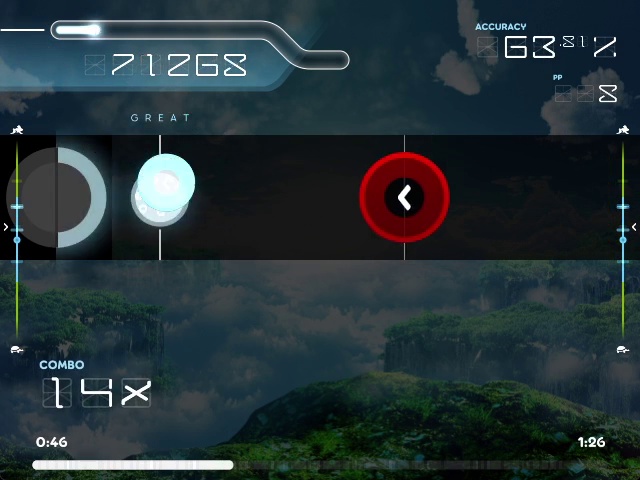 71268
ACCURACY
63.81%
PP
8
GREAT
COMBO
14x
0:46
1:26